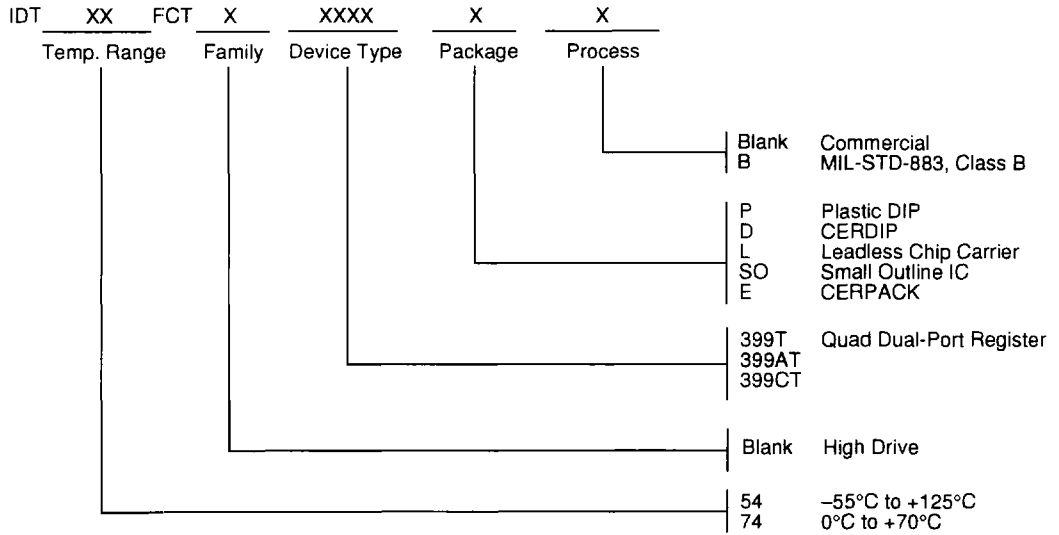 IDT XX FCT X XXXX X X
Temp. Range Family Device Type Package Process
Blank Commercial
B MIL-STD-883, Class B
P Plastic DIP
D CERDIP
L Leadless Chip Carrier
SO Small Outline IC
E CERPACK
399T Quad Dual-Port Register
399AT
399CT
Blank High Drive
54 –55°C to +125°C
74 0°C to +70°C